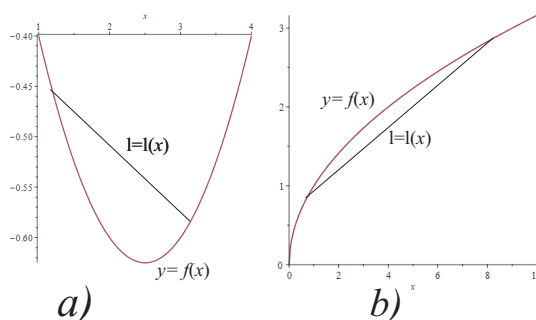 x
1 2 3 4
-0.40
-0.45
-0.50
-0.55
-0.60
l=l(x)
y= f(x)
a)
3
2
1
0
0 2 4 6 8 10
x
y= f(x)
l=l(x)
b)